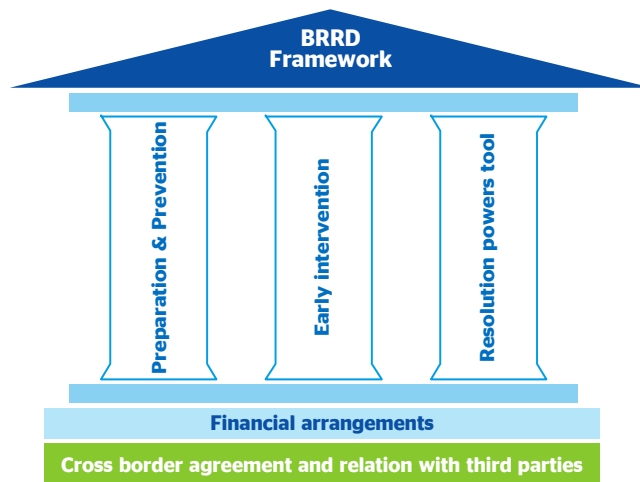 BRRD
Framework
Preparation & Prevention
Early intervention
Resolution powers tool
Financial arrangements
Cross border agreement and relation with third parties